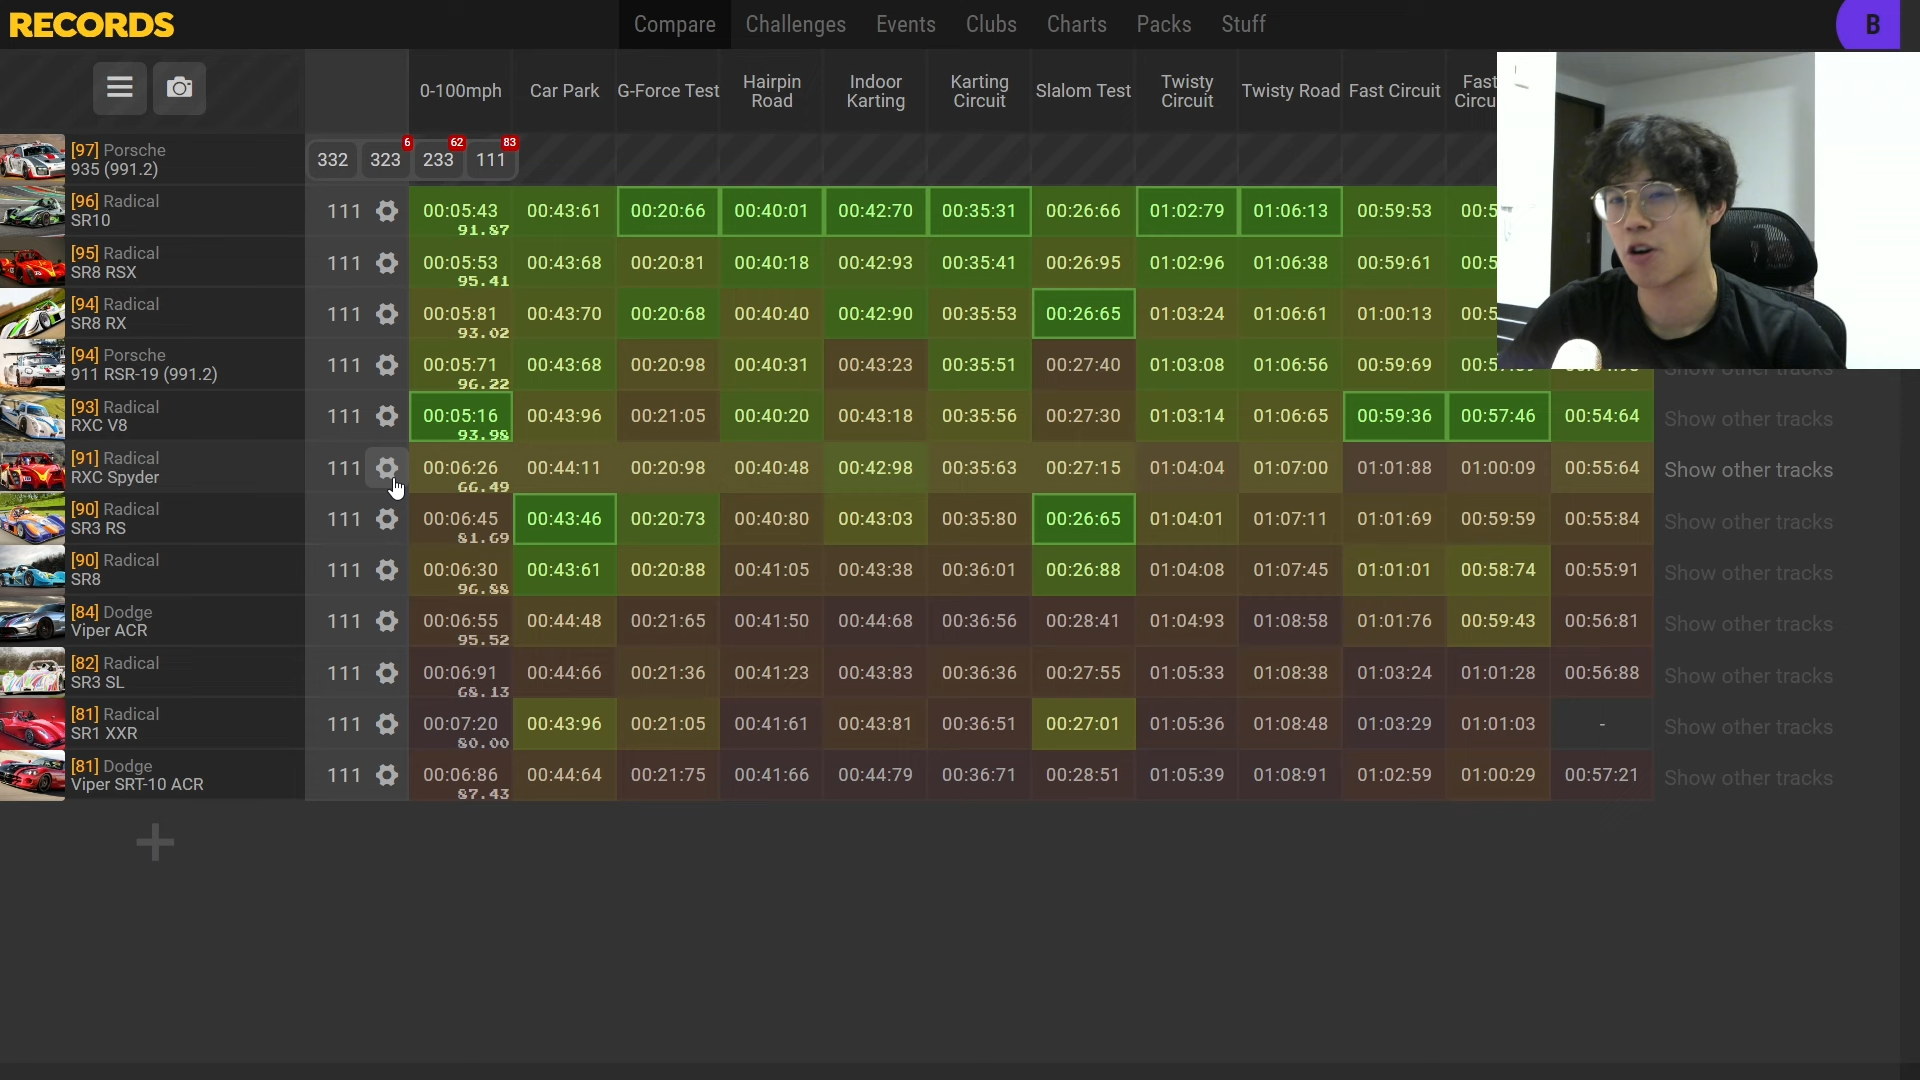 RECORDS
Compare Challenges Events Clubs Charts Packs Stuff
B
0-100mph Car Park G-Force Test Hairpin Road Indoor Karting Karting Circuit Slalom Test Twisty Circuit Twisty Road Fast Circuit Fast
[97] Porsche
935 (991.2)
332 323 6 233 62 111 83
[96] Radical
SR10
111 00:05:43 00:43:61 00:20:66 00:40:01 00:42:70 00:35:31 00:26:66 01:02:79 01:06:13 00:59:53
91.87
[95] Radical
SR8 RSX
111 00:05:53 00:43:68 00:20:81 00:40:18 00:42:93 00:35:41 00:26:95 01:02:96 01:06:38 00:59:61
95.41
[94] Radical
SR8 RX
111 00:05:81 00:43:70 00:20:68 00:40:40 00:42:90 00:35:53 00:26:65 01:03:24 01:06:61 01:00:13
93.02
[94] Porsche
911 RSR-19 (991.2)
111 00:05:71 00:43:68 00:20:98 00:40:31 00:43:23 00:35:51 00:27:40 01:03:08 01:06:56 00:59:69 Show other tracks
96.22
[93] Radical
RXC V8
111 00:05:16 00:43:96 00:21:05 00:40:20 00:43:18 00:35:56 00:27:30 01:03:14 01:06:65 00:59:36 00:57:46 00:54:64 Show other tracks
93.98
[91] Radical
RXC Spyder
111 00:06:26 00:44:11 00:20:98 00:40:48 00:42:98 00:35:63 00:27:15 01:04:04 01:07:00 01:01:88 01:00:09 00:55:64 Show other tracks
66.49
[90] Radical
SR3 RS
111 00:06:45 00:43:46 00:20:73 00:40:80 00:43:03 00:35:80 00:26:65 01:04:01 01:07:11 01:01:69 00:59:59 00:55:84 Show other tracks
81.69
[90] Radical
SR8
111 00:06:30 00:43:61 00:20:88 00:41:05 00:43:38 00:36:01 00:26:88 01:04:08 01:07:45 01:01:01 00:58:74 00:55:91 Show other tracks
96.88
[84] Dodge
Viper ACR
111 00:06:55 00:44:48 00:21:65 00:41:50 00:44:68 00:36:56 00:28:41 01:04:93 01:08:58 01:01:76 00:59:43 00:56:81 Show other tracks
95.52
[82] Radical
SR3 SL
111 00:06:91 00:44:66 00:21:36 00:41:23 00:43:83 00:36:36 00:27:55 01:05:33 01:08:38 01:03:24 01:01:28 00:56:88 Show other tracks
68.13
[81] Radical
SR1 XXR
111 00:07:20 00:43:96 00:21:05 00:41:61 00:43:81 00:36:51 00:27:01 01:05:36 01:08:48 01:03:29 01:01:03 - Show other tracks
80.00
[81] Dodge
Viper SRT-10 ACR
111 00:06:86 00:44:64 00:21:75 00:41:66 00:44:79 00:36:71 00:28:51 01:05:39 01:08:91 01:02:59 01:00:29 00:57:21 Show other tracks
87.43